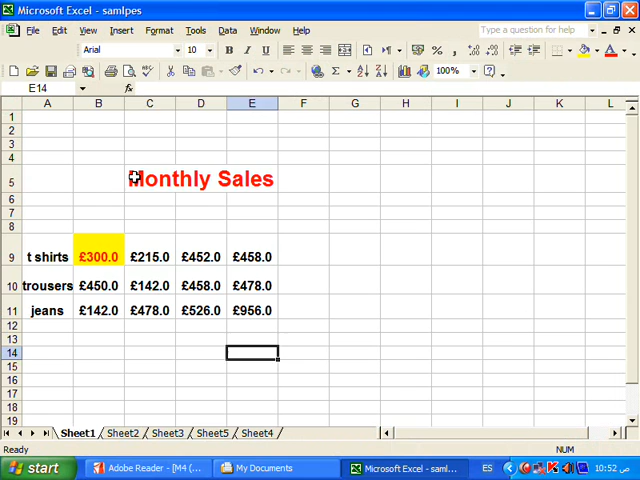 Microsoft Excel - samlpes
File Edit View Insert Format Tools Data Window Help
Type a question for help
Arial 10 B I U
100%
E14 fx
A B C D E F G H I J K L
1
2
3
4
5 Monthly Sales
6
7
8
9 t shirts £300.0 £215.0 £452.0 £458.0
10 trousers £450.0 £142.0 £458.0 £478.0
11 jeans £142.0 £478.0 £526.0 £956.0
12
13
14
15
16
17
18
19
Sheet1 Sheet2 Sheet3 Sheet5 Sheet4
Ready NUM
start Adobe Reader - [M4 (... My Documents Microsoft Excel - saml... ES 10:52 ص